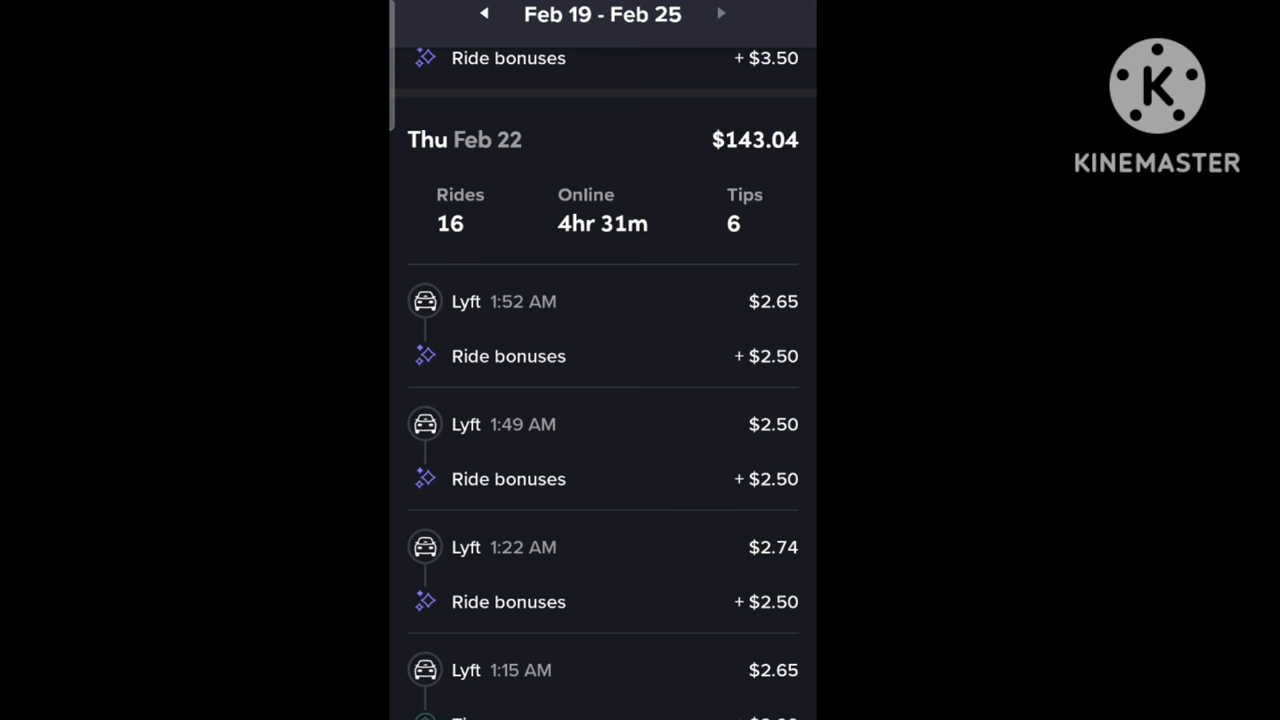 Feb 19 - Feb 25
Ride bonuses + $3.50
Thu Feb 22 $143.04
Rides Online Tips
16 4hr 31m 6
Lyft 1:52 AM $2.65
Ride bonuses + $2.50
Lyft 1:49 AM $2.50
Ride bonuses + $2.50
Lyft 1:22 AM $2.74
Ride bonuses + $2.50
Lyft 1:15 AM $2.65
K
KINEMASTER